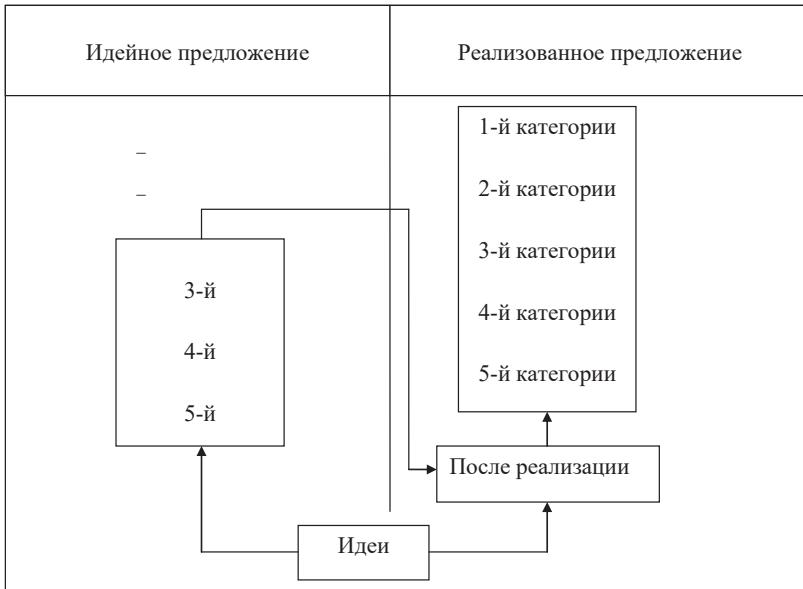 Идейное предложение
Реализованное предложение
–
–
3-й
4-й
5-й
1-й категории
2-й категории
3-й категории
4-й категории
5-й категории
После реализации
Идеи